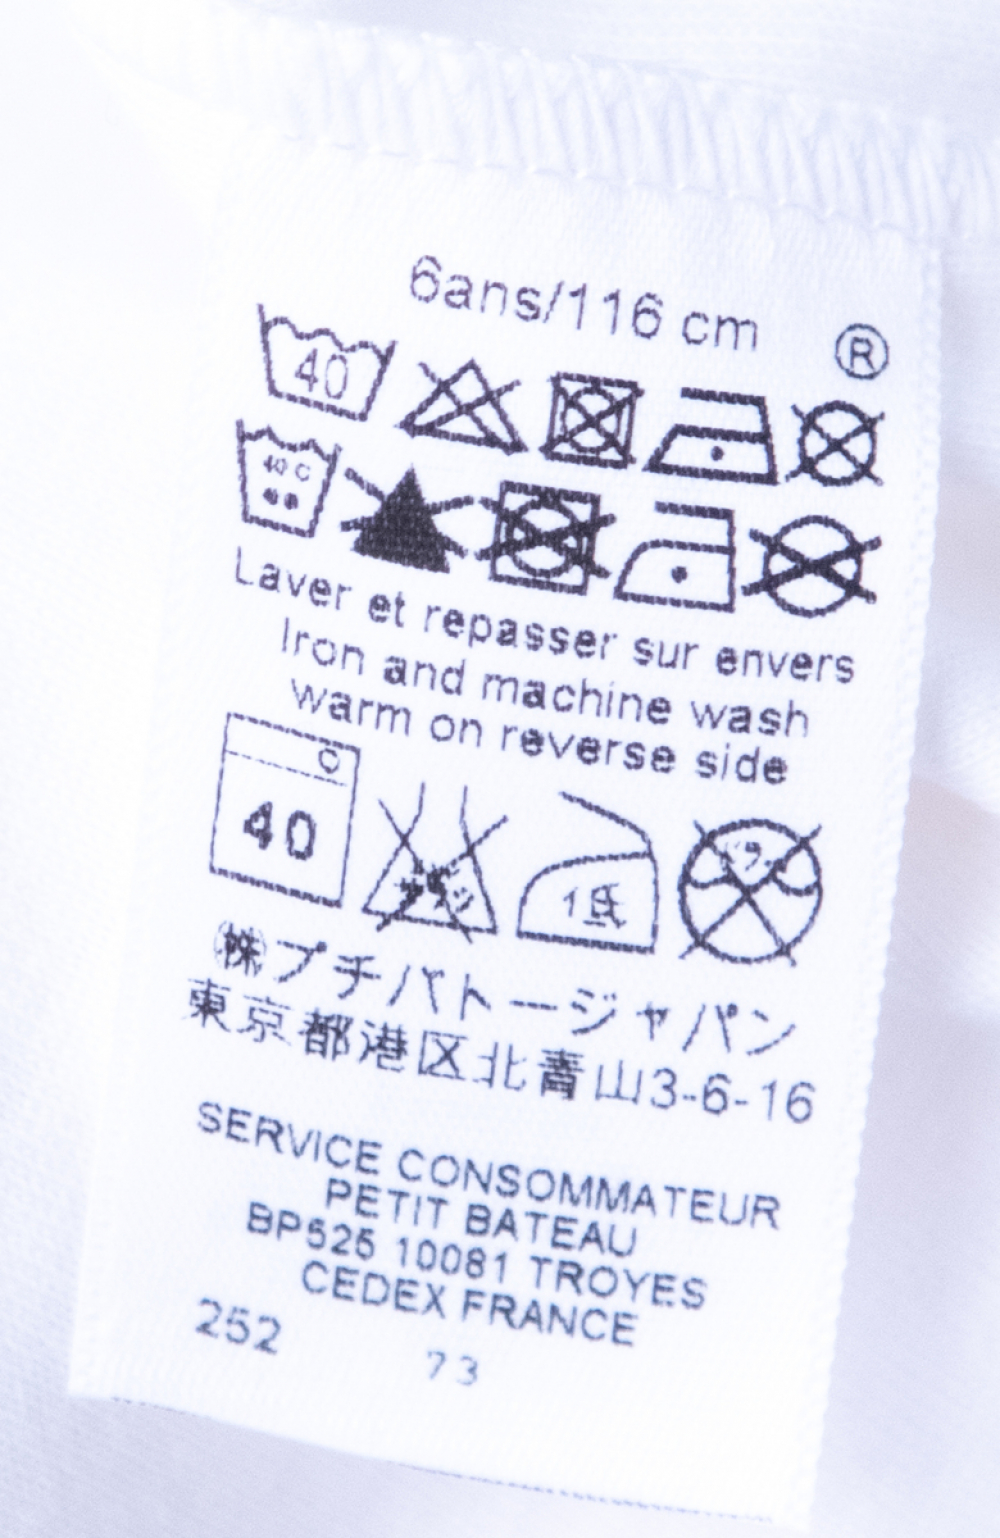 6ans/116 cm
®
40
40 C
Laver et repasser sur envers
Iron and machine wash
warm on reverse side
40
1 低
㈱プチバトージャパン
東京都港区北青山3-6-16
SERVICE CONSOMMATEUR
PETIT BATEAU
BP525 10081 TROYES
CEDEX FRANCE
252
73